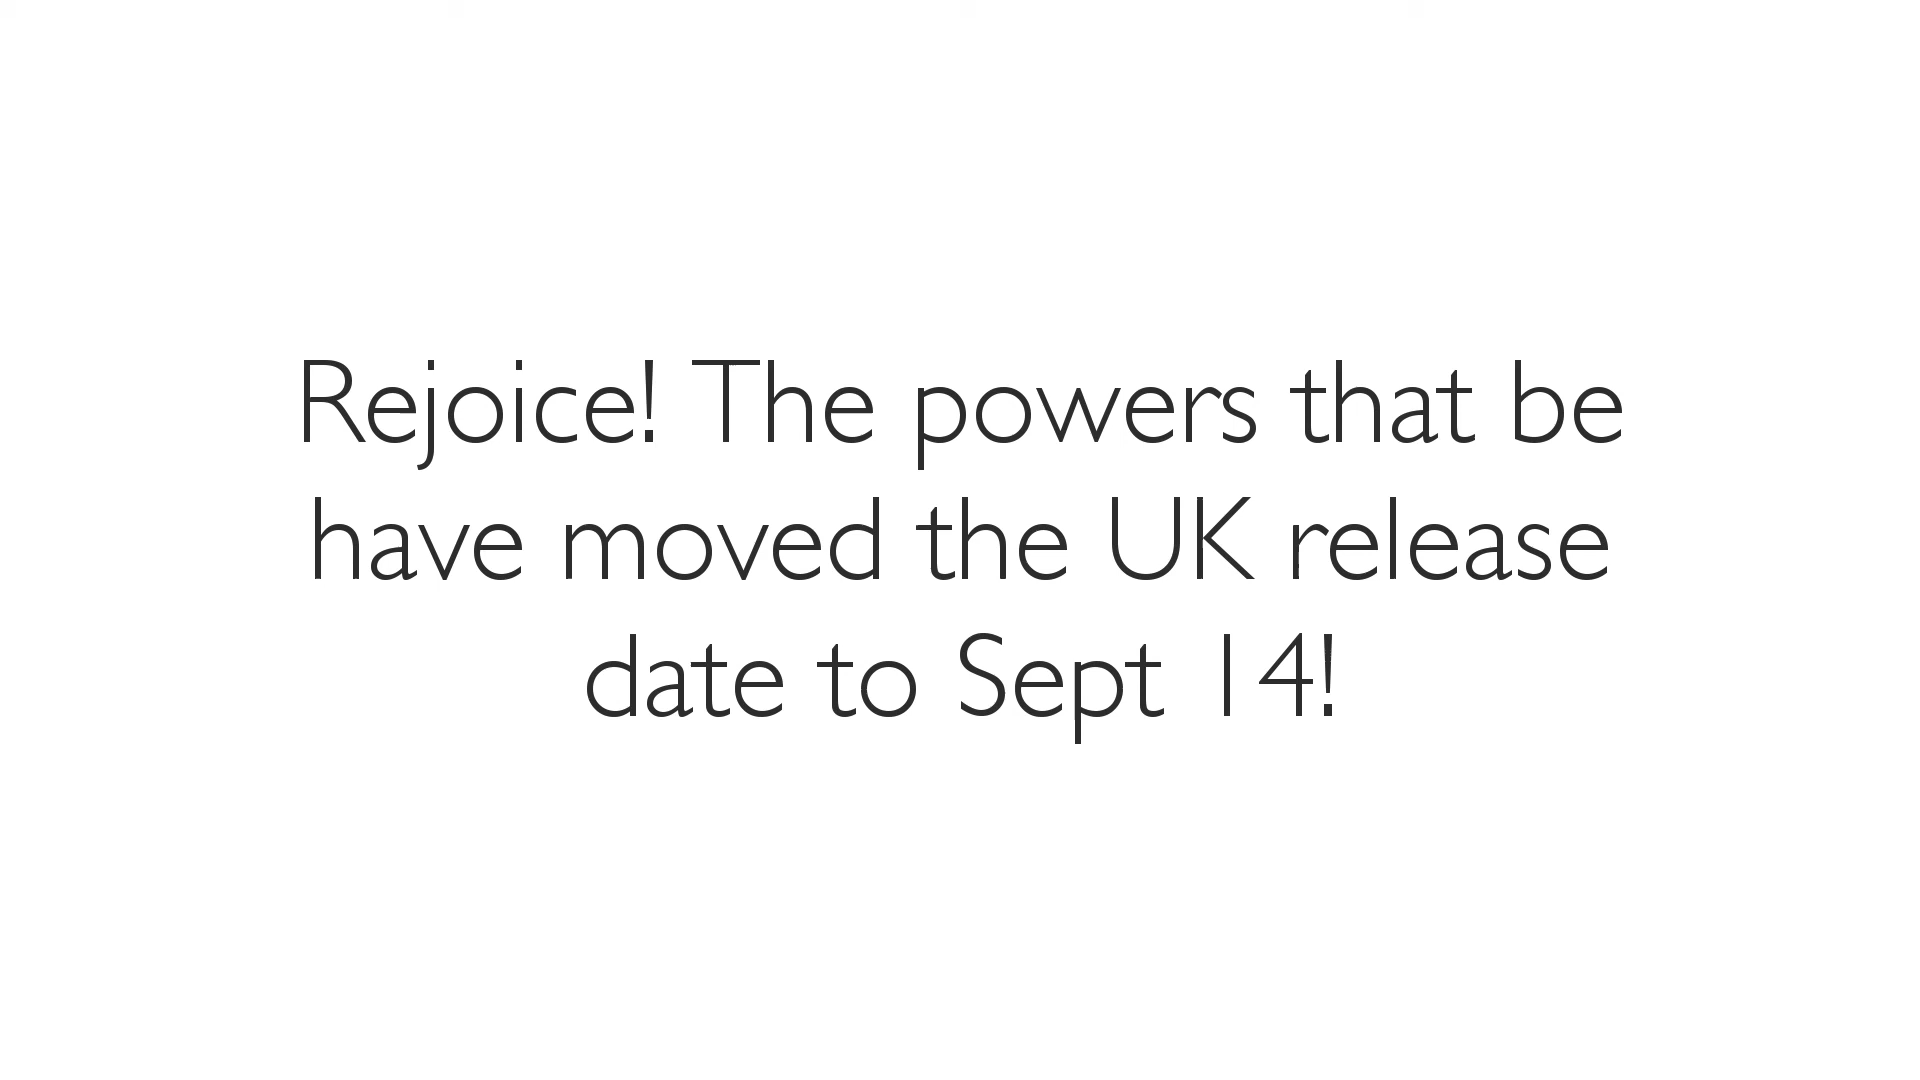 Rejoice! The powers that be
have moved the UK release
date to Sept 14!